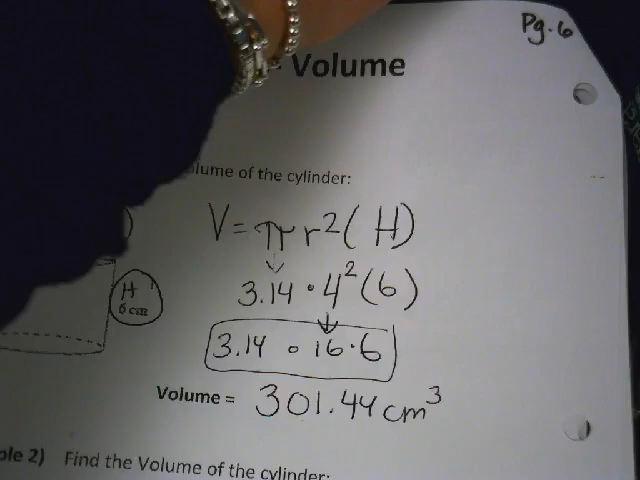 Pg. 6
Volume
olume of the cylinder:
V = πr²(H)
3.14 • 4²(6)
H
6 cm
3.14 • 16 • 6
Volume = 301.44 cm³
ple 2) Find the Volume of the cylinder: